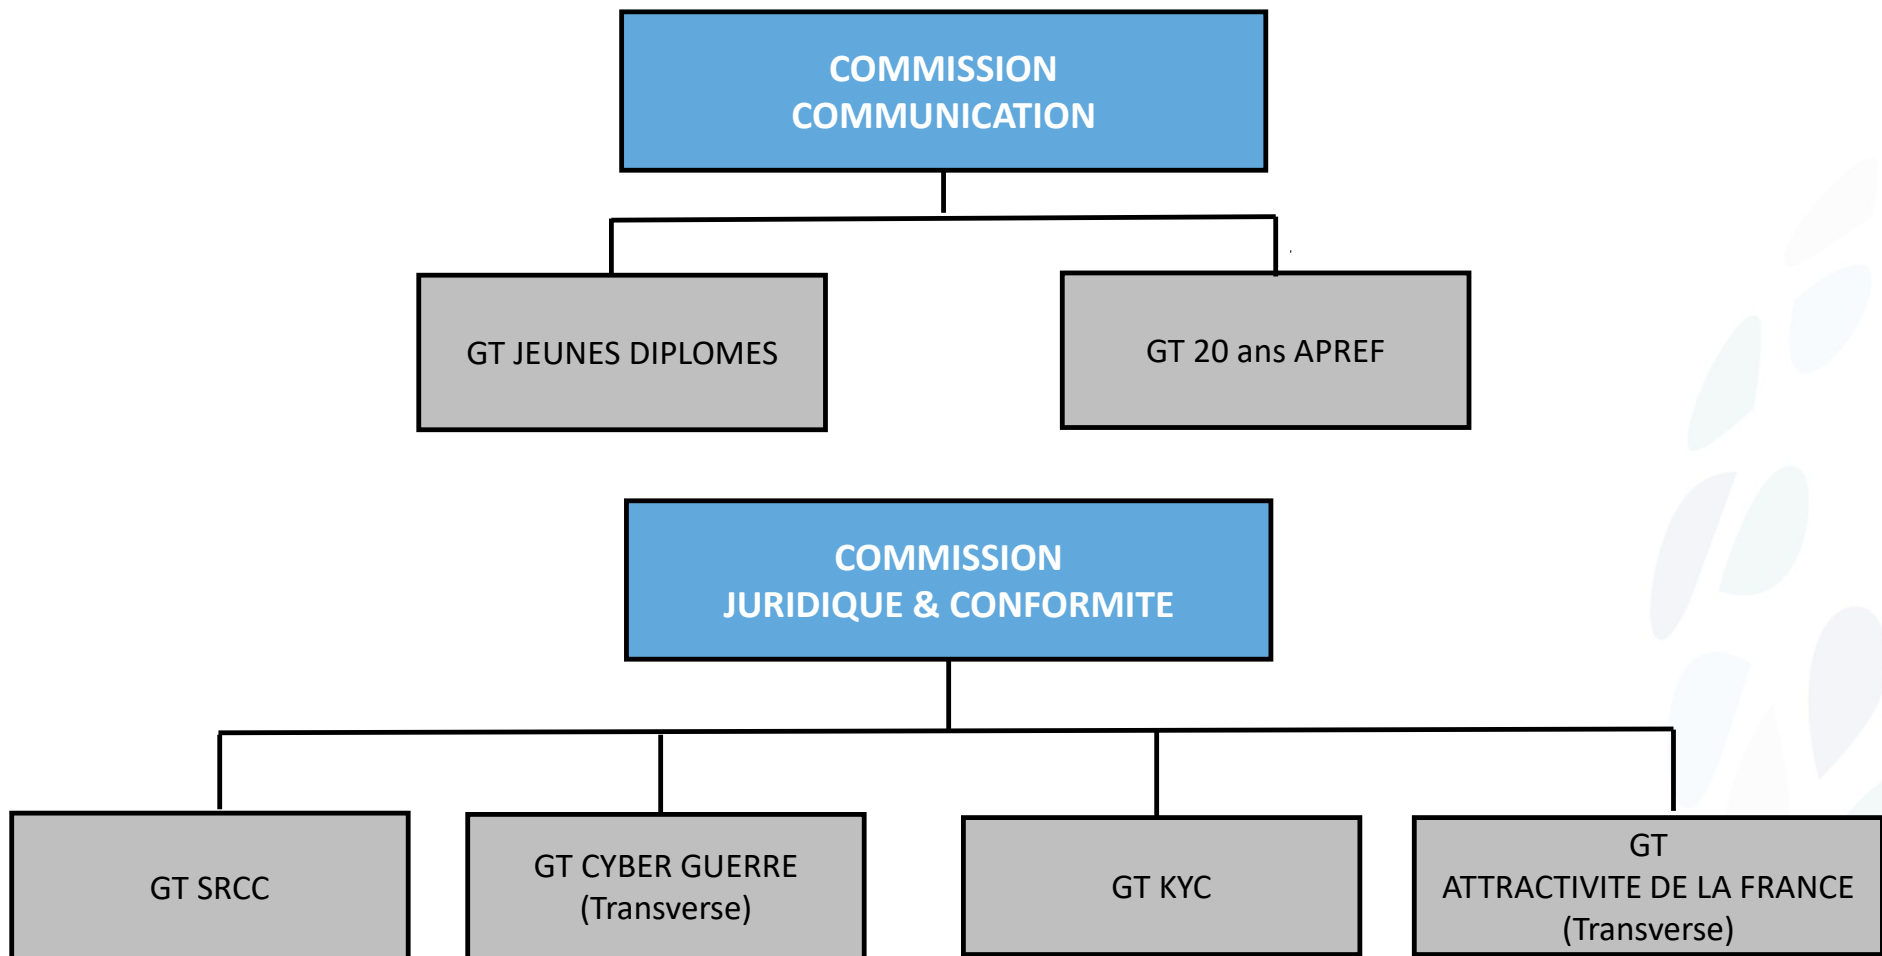 COMMISSION
COMMUNICATION
GT JEUNES DIPLOMES
GT 20 ans APREF
COMMISSION
JURIDIQUE & CONFORMITE
GT SRCC
GT CYBER GUERRE
(Transverse)
GT KYC
GT
ATTRACTIVITE DE LA FRANCE
(Transverse)